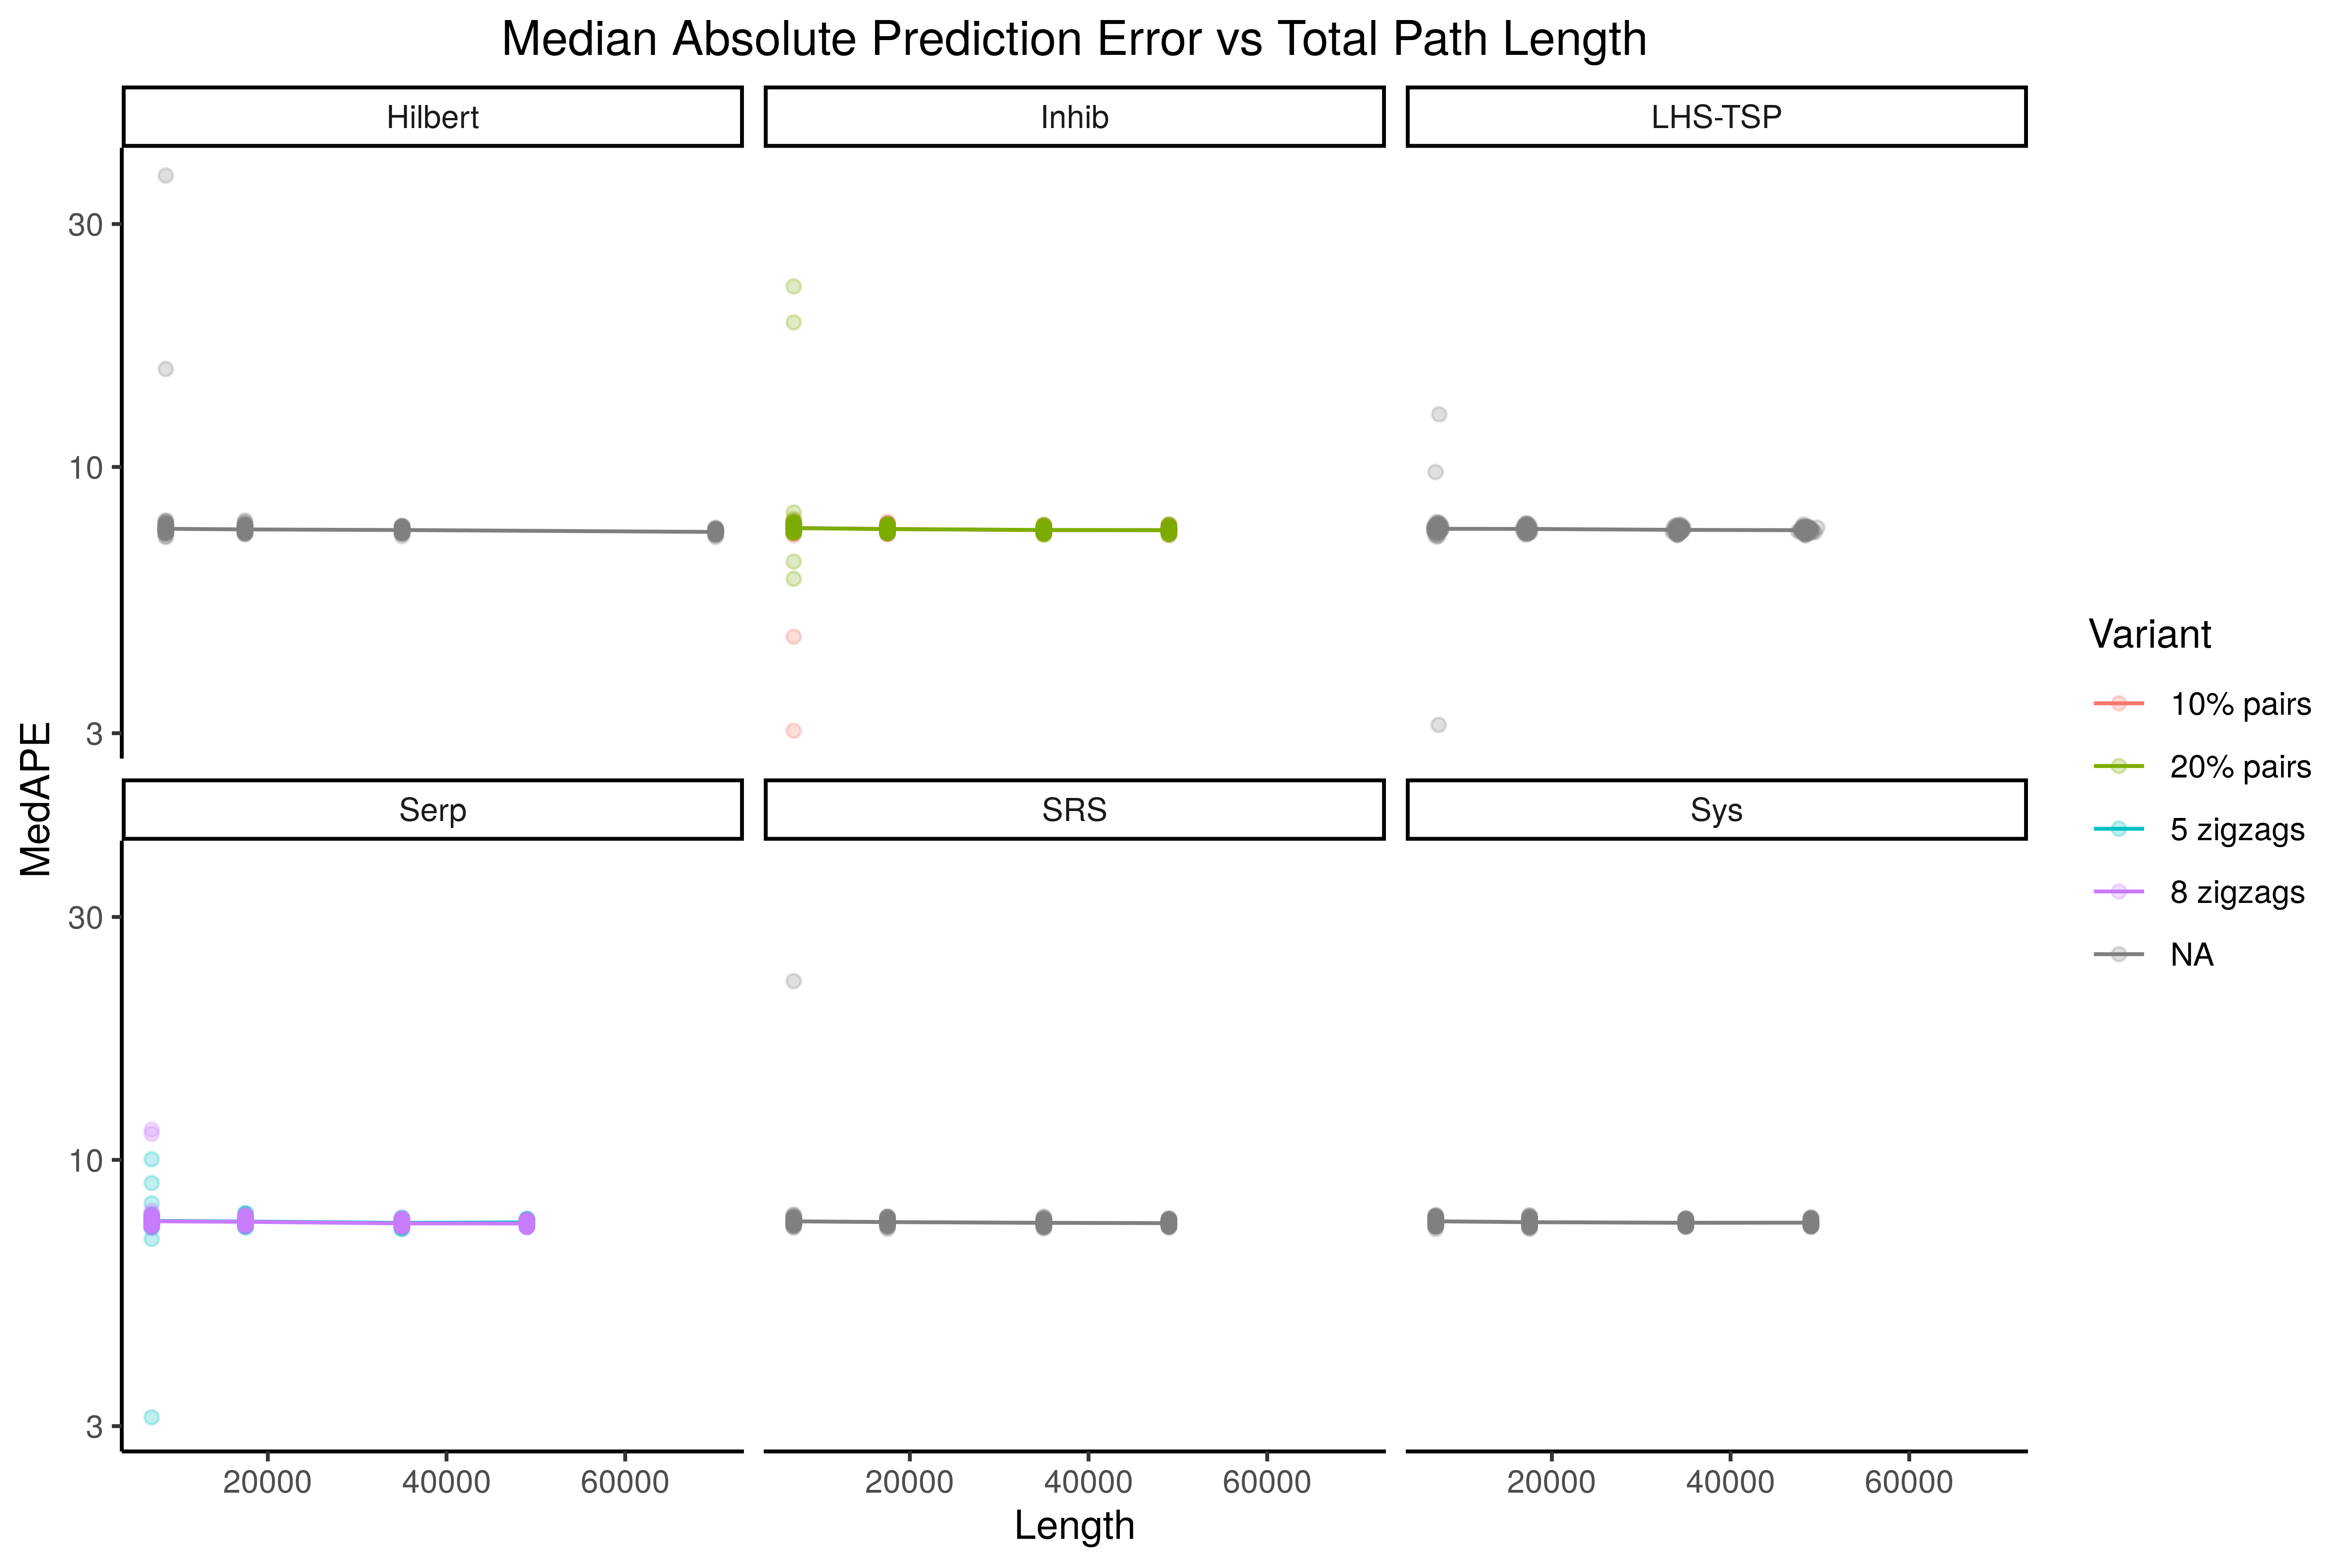 Median Absolute Prediction Error vs Total Path Length
Hilbert
Inhib
LHS-TSP
30
10
3
Serp
SRS
Sys
30
10
3
20000 40000 60000
20000 40000 60000
20000 40000 60000
Length
MedAPE
Variant
10% pairs
20% pairs
5 zigzags
8 zigzags
NA